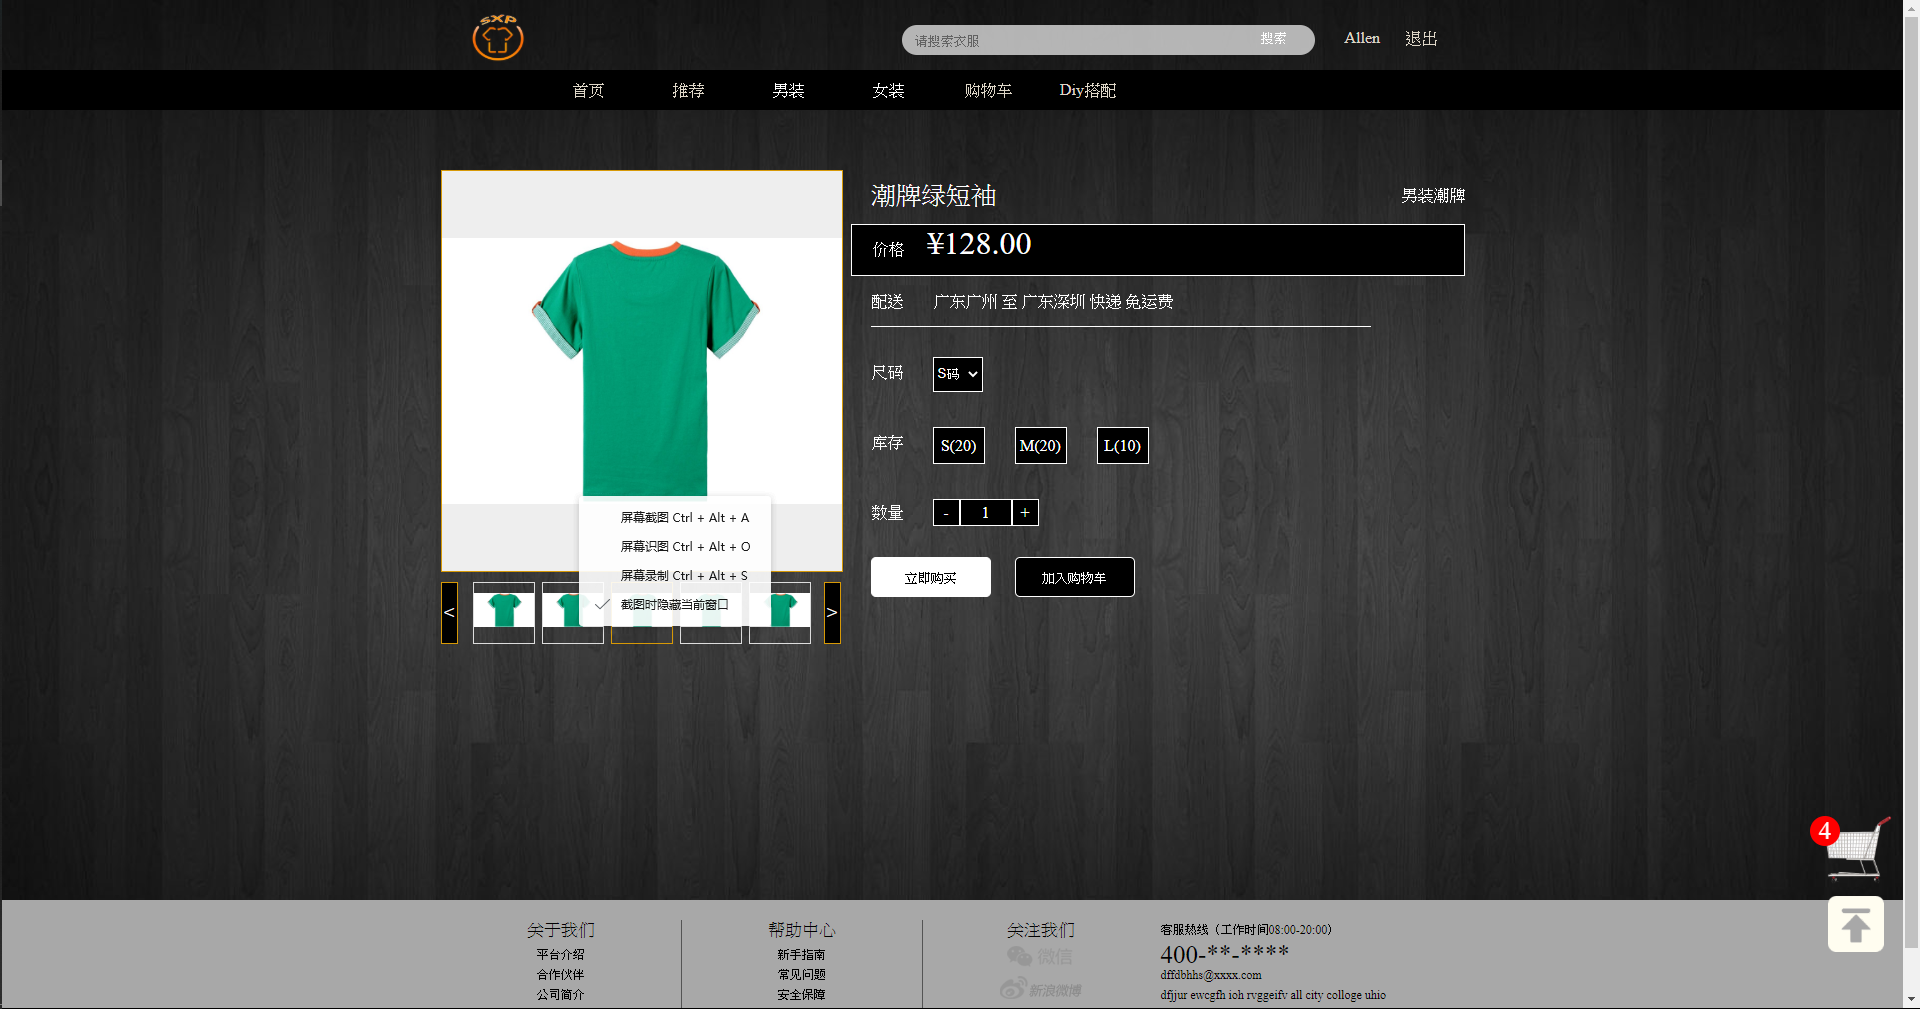 SXP
请搜索衣服
搜索
Allen
退出
首页
推荐
男装
女装
购物车
Diy搭配
潮牌绿短袖
男装潮牌
价格
¥128.00
配送
广东广州 至 广东深圳 快递 免运费
尺码
S码
库存
S(20)
M(20)
L(10)
数量
-
1
+
立即购买
加入购物车
屏幕截图 Ctrl + Alt + A
屏幕识图 Ctrl + Alt + O
屏幕录制 Ctrl + Alt + S
截图时隐藏当前窗口
<
>
4
关于我们
平台介绍
合作伙伴
公司简介
帮助中心
新手指南
常见问题
安全保障
关注我们
微信
新浪微博
客服热线（工作时间08:00-20:00）
400-**-****
dffdbhhs@xxxx.com
dfjjur ewcgfh ioh rvggeifv all city colloge uhio